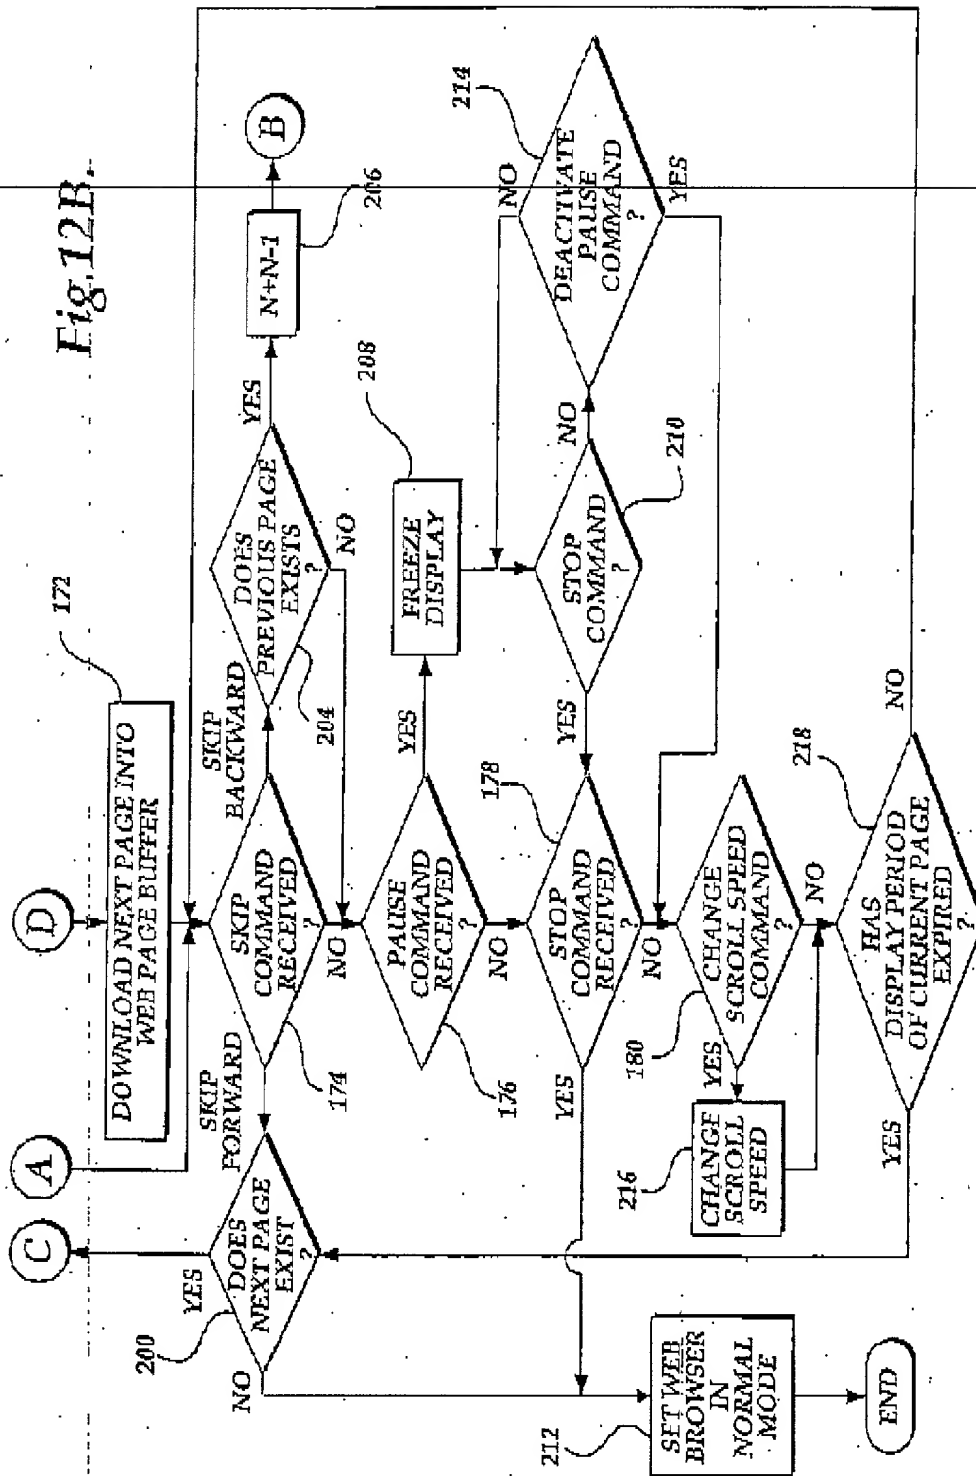 Fig.12B.
C
A
D
172
DOWNLOAD NEXT PAGE INTO
WEB PAGE BUFFER
200
YES
DOES
NEXT PAGE
EXIST
?
NO
SKIP
FORWARD
174
SKIP
COMMAND
RECEIVED
?
NO
SKIP
BACKWARD
204
DOES
PREVIOUS PAGE
EXISTS
?
NO
YES
N+N-1
206
B
176
PAUSE
COMMAND
RECEIVED
?
NO
YES
FREEZE
DISPLAY
208
178
STOP
COMMAND
RECEIVED
?
YES
NO
YES
STOP
COMMAND
?
210
NO
DEACTIVATE
PAUSE
COMMAND
?
214
NO
YES
180
CHANGE
SCROLL SPEED
COMMAND
?
YES
NO
216
CHANGE
SCROLL
SPEED
HAS
DISPLAY PERIOD
OF CURRENT PAGE
EXPIRED
?
218
YES
NO
212
SET WEB
BROWSER
IN
NORMAL
MODE
END